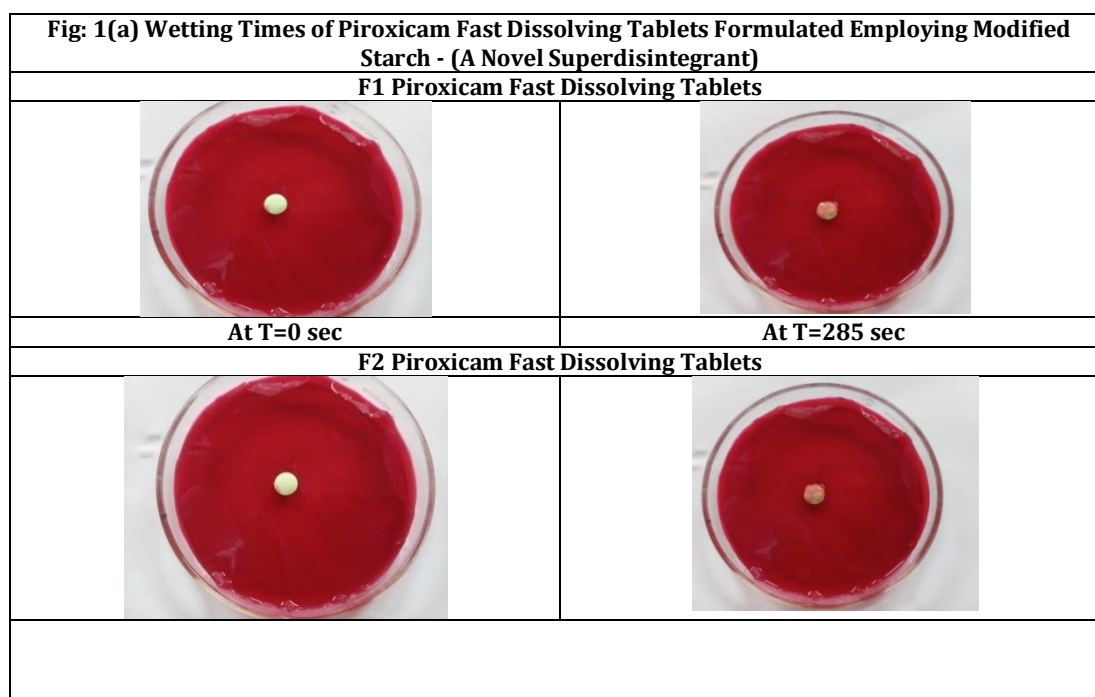 Fig: 1(a) Wetting Times of Piroxicam Fast Dissolving Tablets Formulated Employing Modified
Starch - (A Novel Superdisintegrant)
F1 Piroxicam Fast Dissolving Tablets
At T=0 sec
At T=285 sec
F2 Piroxicam Fast Dissolving Tablets